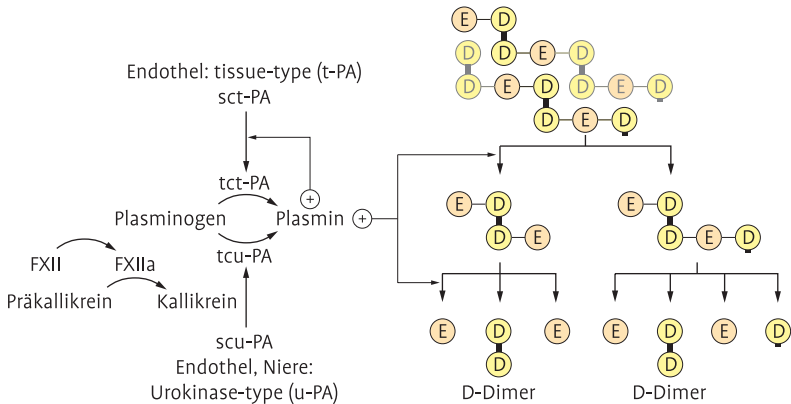 E D
D D E D
D E D D E D
D E D
Endothel: tissue-type (t-PA)
sct-PA
tct-PA
+
Plasminogen Plasmin +
tcu-PA
FXII FXIIa
Präkallikrein Kallikrein
scu-PA
Endothel, Niere:
Urokinase-type (u-PA)
E D
D E
E D
D E D
E D E
D
D-Dimer
E D E D
D
D-Dimer